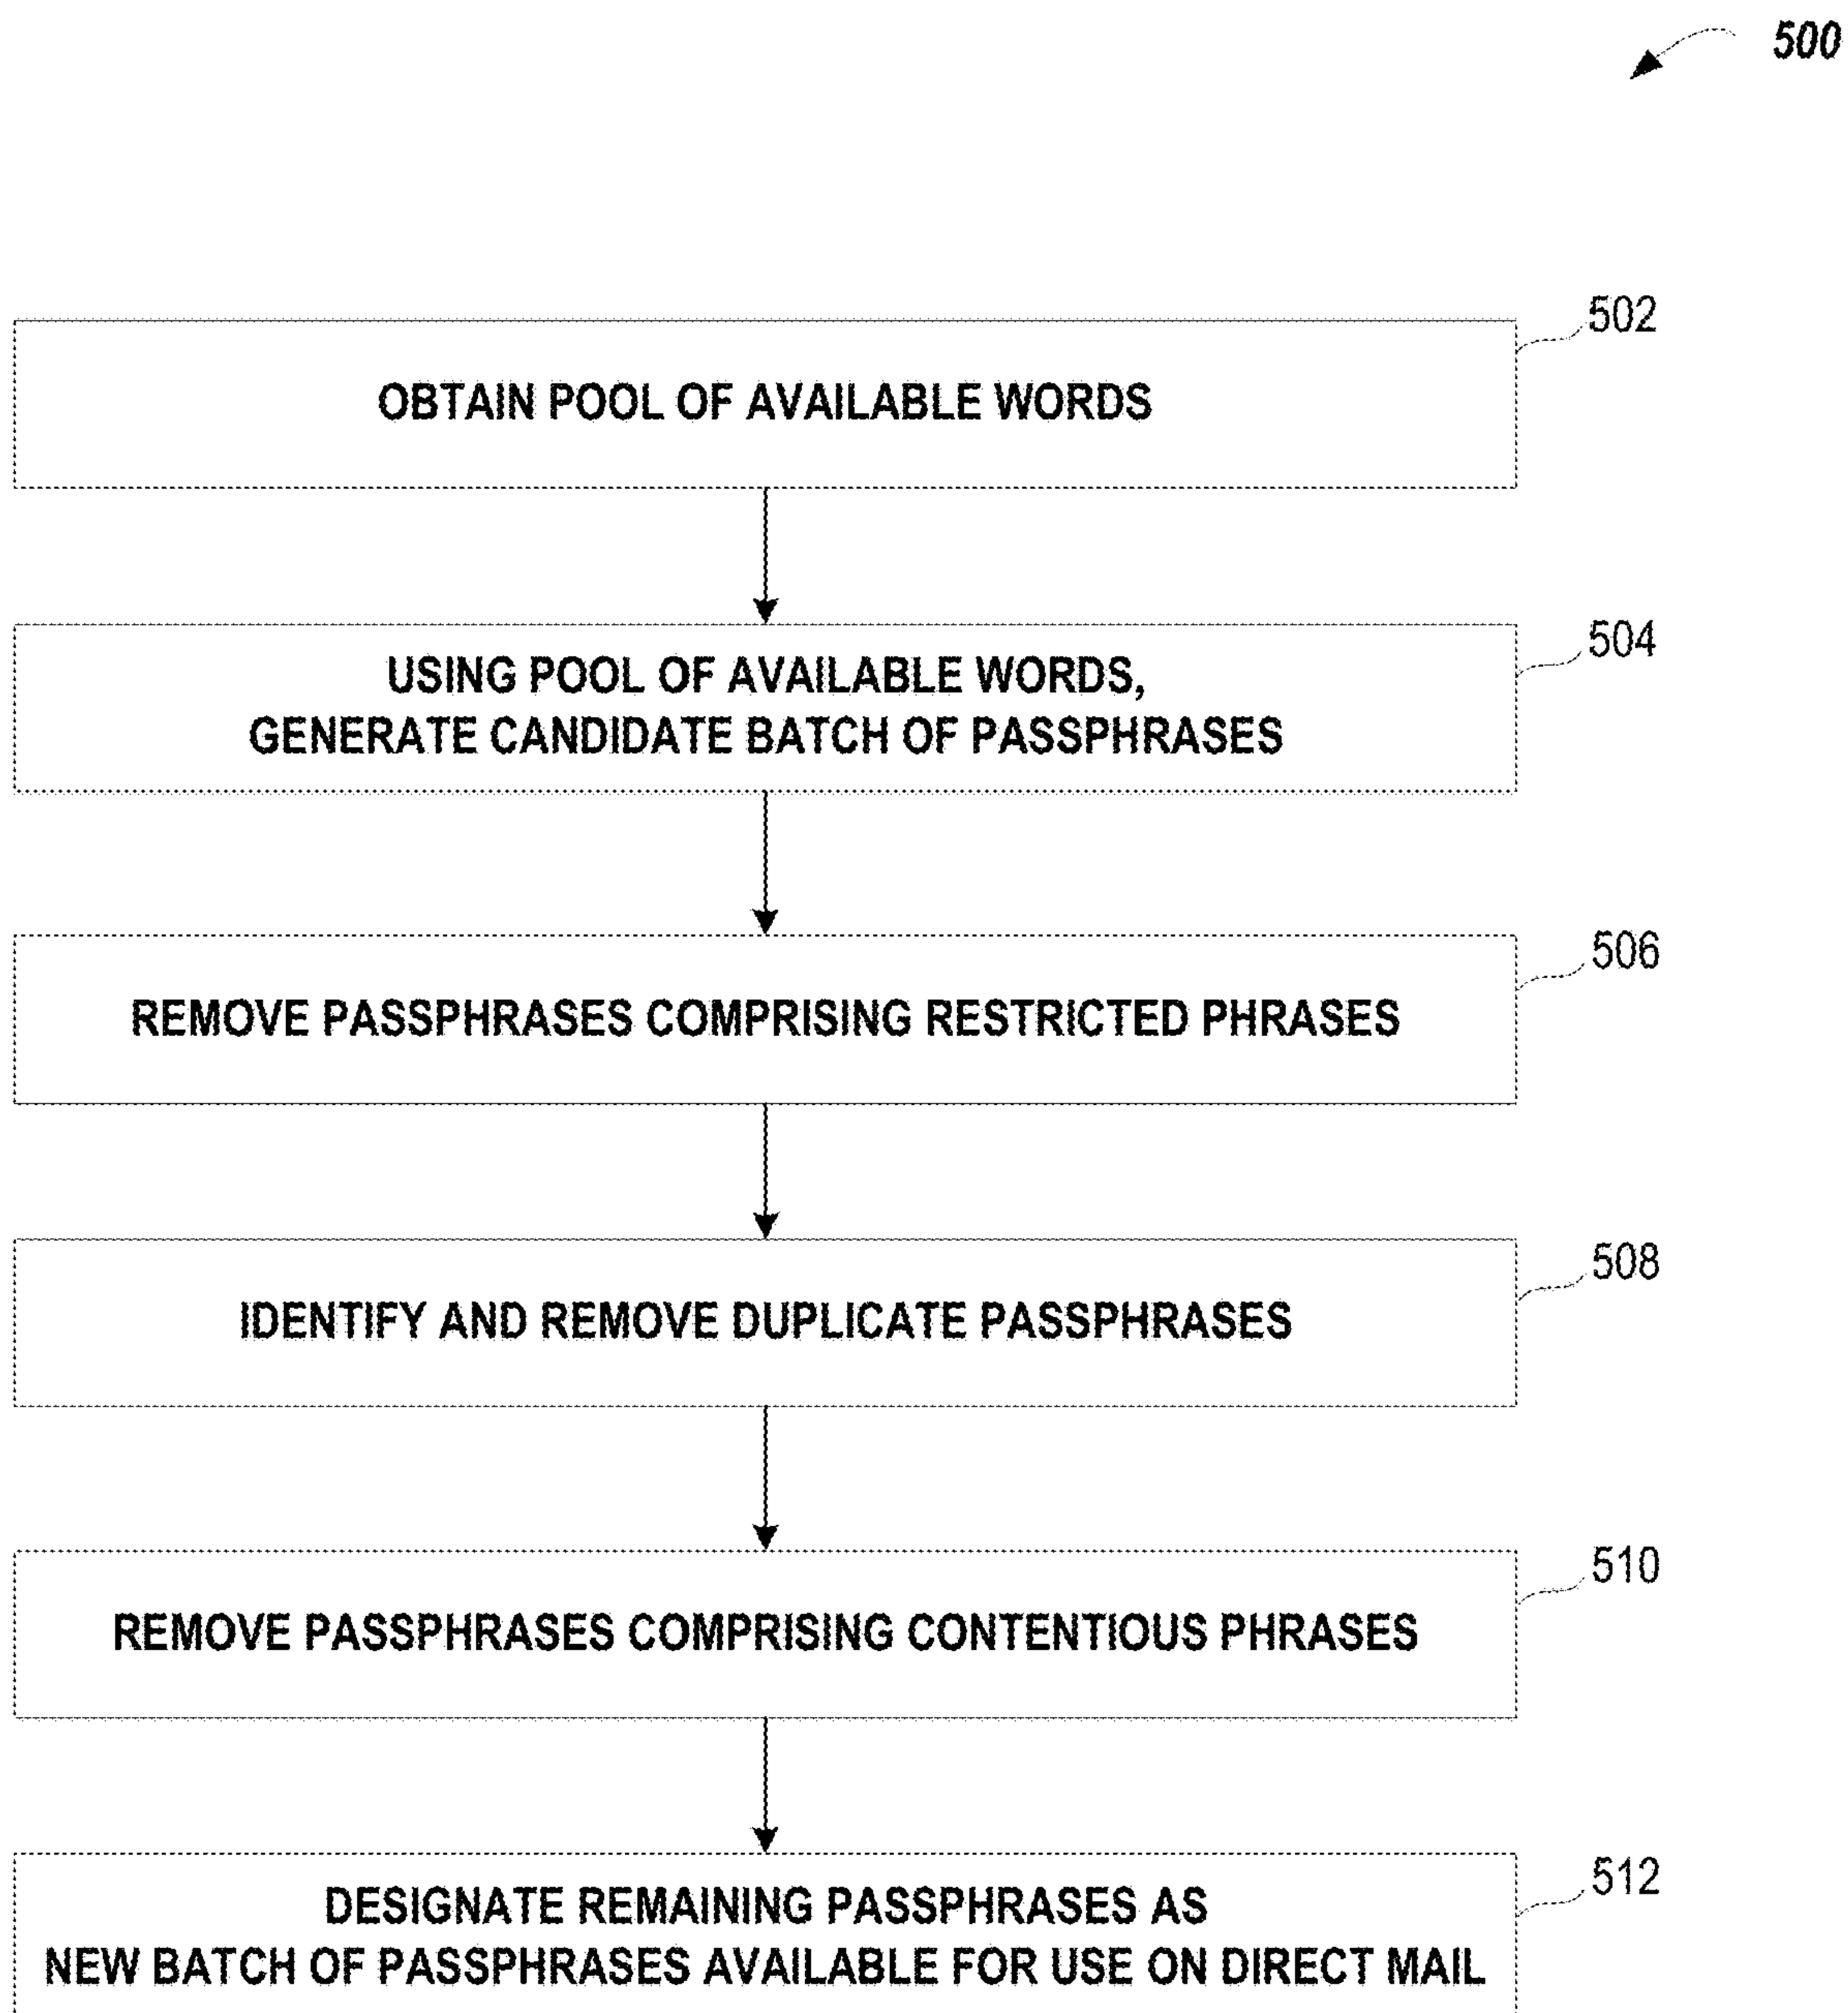 500
502
OBTAIN POOL OF AVAILABLE WORDS
504
USING POOL OF AVAILABLE WORDS,
GENERATE CANDIDATE BATCH OF PASSPHRASES
506
REMOVE PASSPHRASES COMPRISING RESTRICTED PHRASES
508
IDENTIFY AND REMOVE DUPLICATE PASSPHRASES
510
REMOVE PASSPHRASES COMPRISING CONTENTIOUS PHRASES
512
DESIGNATE REMAINING PASSPHRASES AS
NEW BATCH OF PASSPHRASES AVAILABLE FOR USE ON DIRECT MAIL